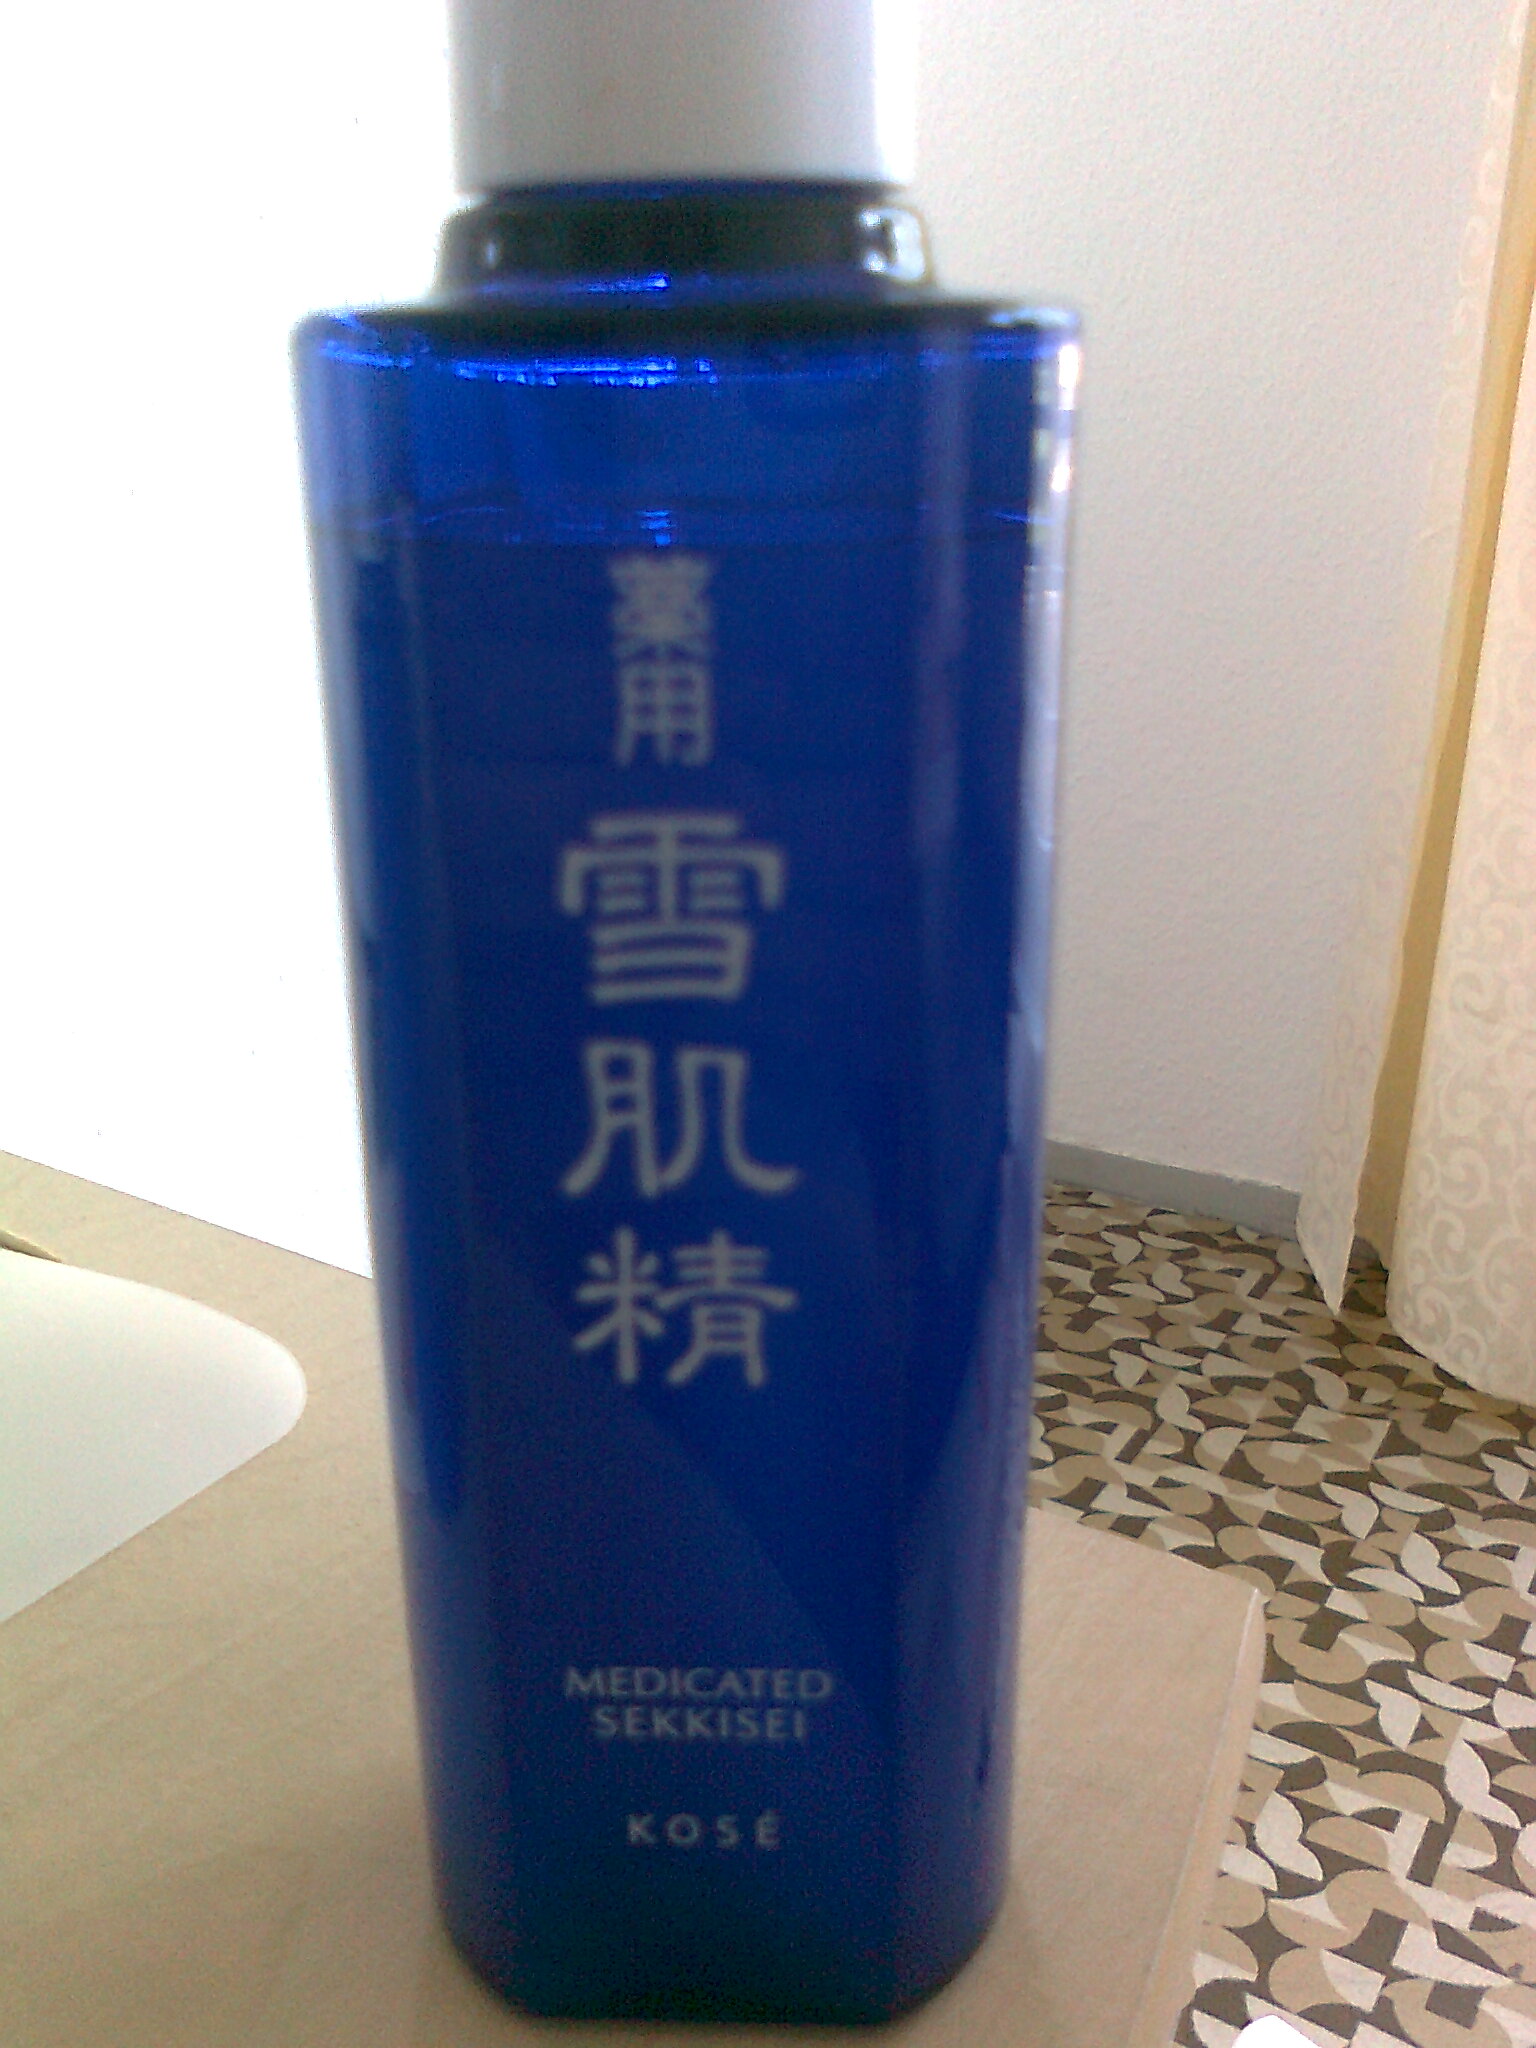 薬用
雪肌精
MEDICATED
SEKKISEI
KOSÉ